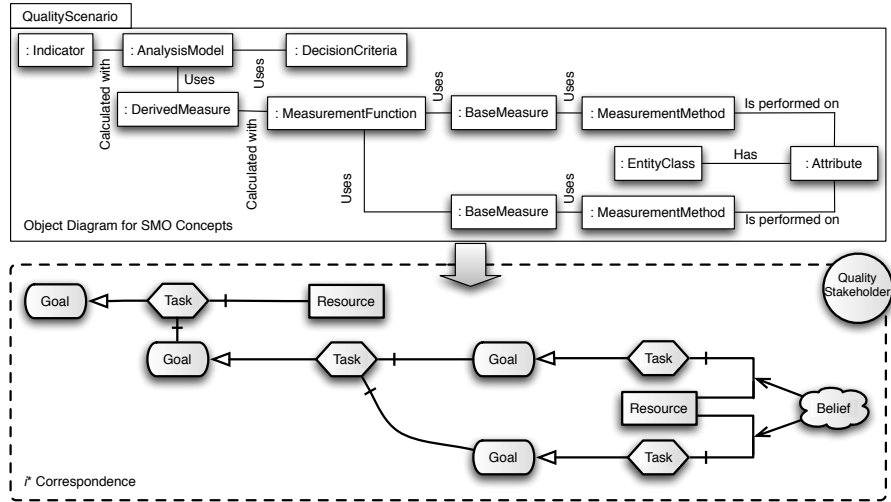 QualityScenario
: Indicator
: AnalysisModel
: DecisionCriteria
Calculated with
Uses
Uses
: DerivedMeasure
Calculated with
: MeasurementFunction
Uses
: BaseMeasure
Uses
: MeasurementMethod
Is performed on
: EntityClass
Has
: Attribute
Uses
: BaseMeasure
Uses
: MeasurementMethod
Is performed on
Object Diagram for SMO Concepts
Quality
Stakeholder
Goal
Task
Resource
Goal
Task
Goal
Task
Resource
Belief
Goal
Task
i* Correspondence